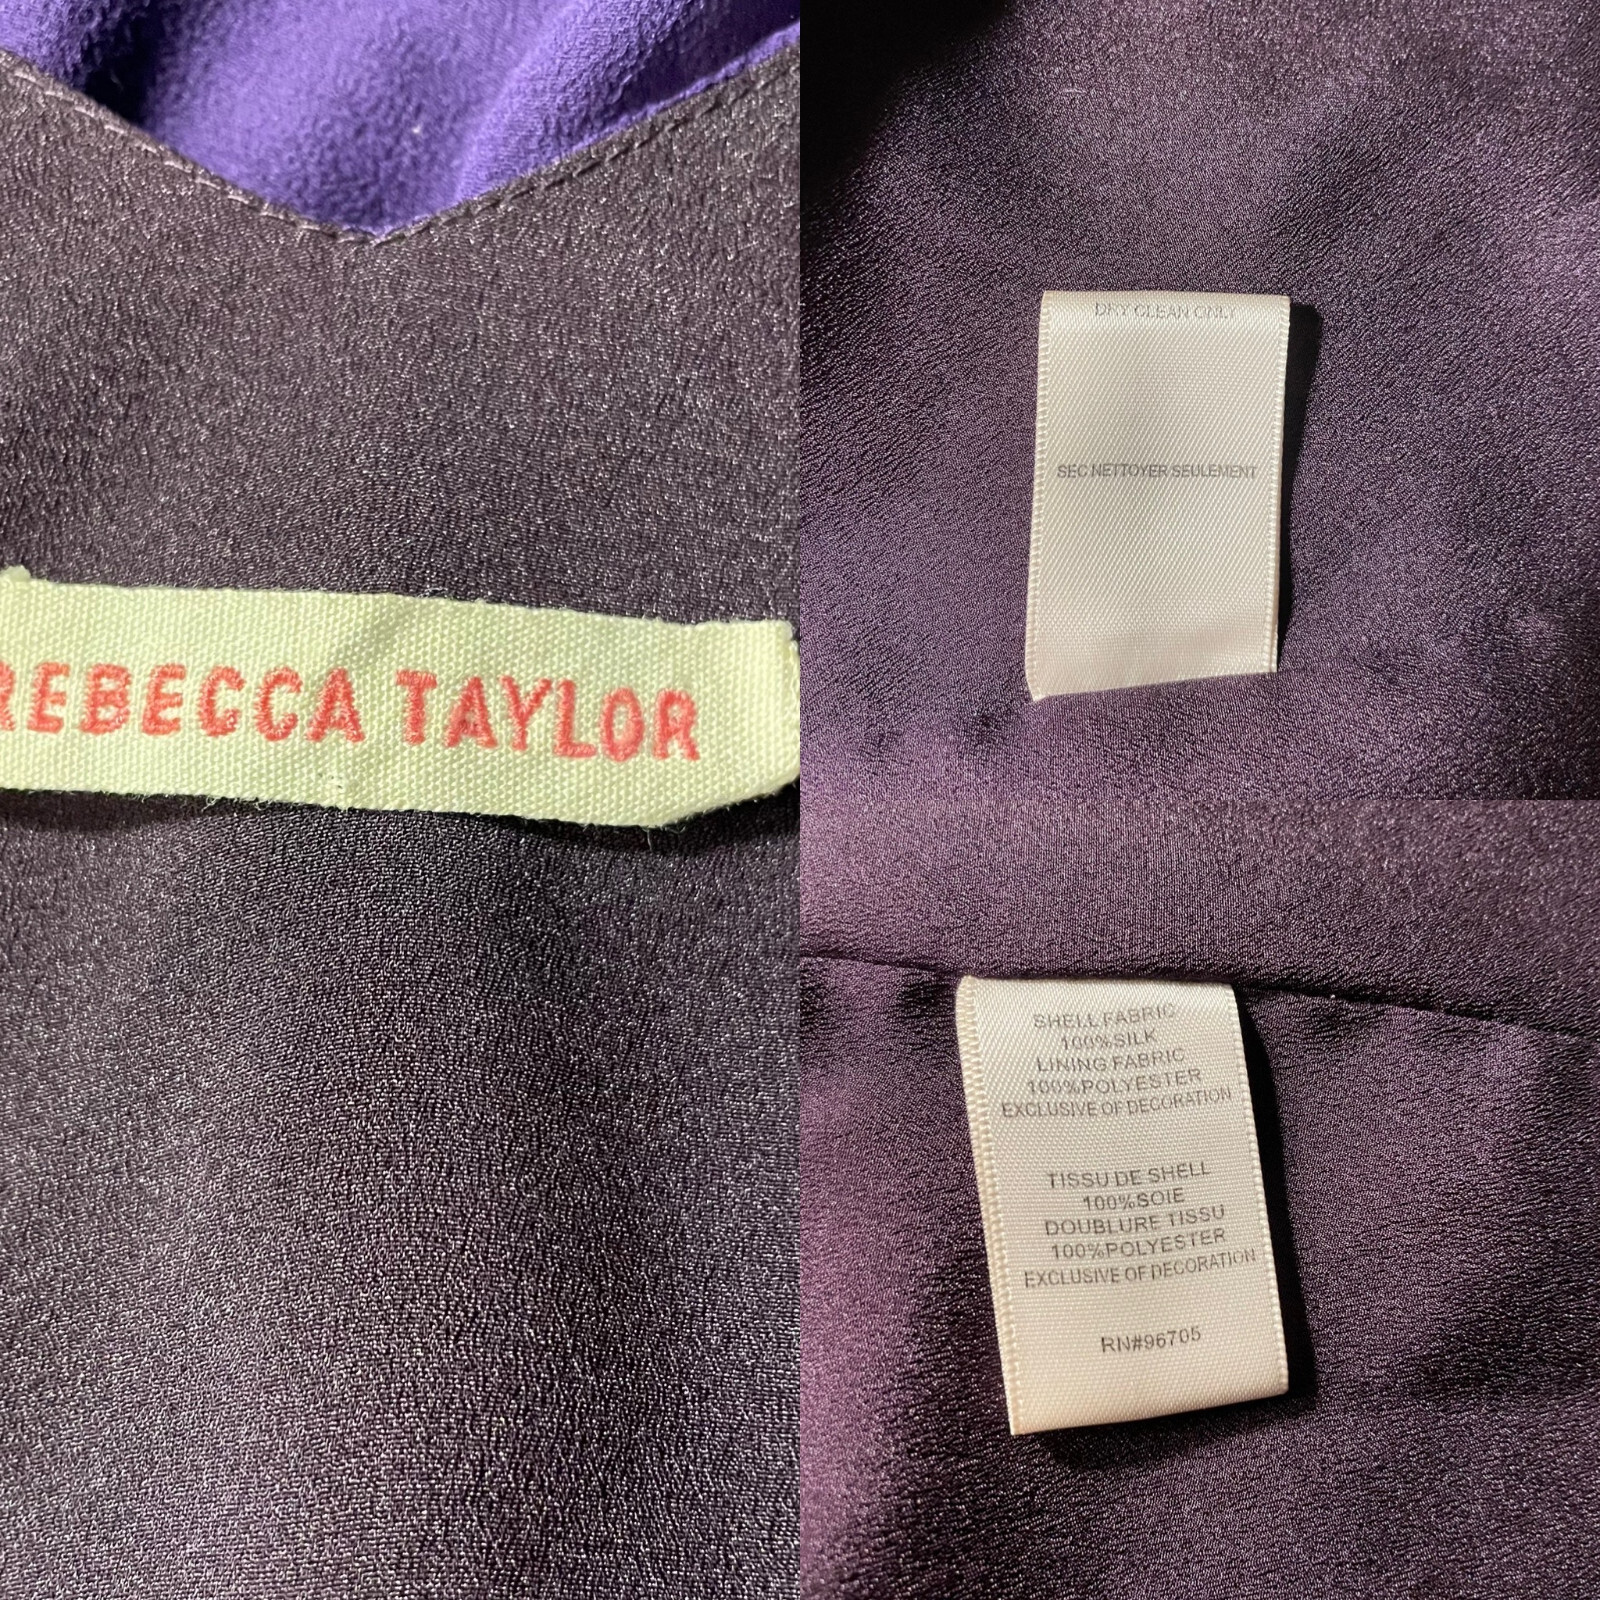 REBECCA TAYLOR
DRY CLEAN ONLY
SEC NETTOYER SEULEMENT
SHELL FABRIC
100%SILK
LINING FABRIC
100%POLYESTER
EXCLUSIVE OF DECORATION
TISSU DE SHELL
100%SOIE
DOUBLURE TISSU
100%POLYESTER
EXCLUSIVE OF DECORATION
RN#96705